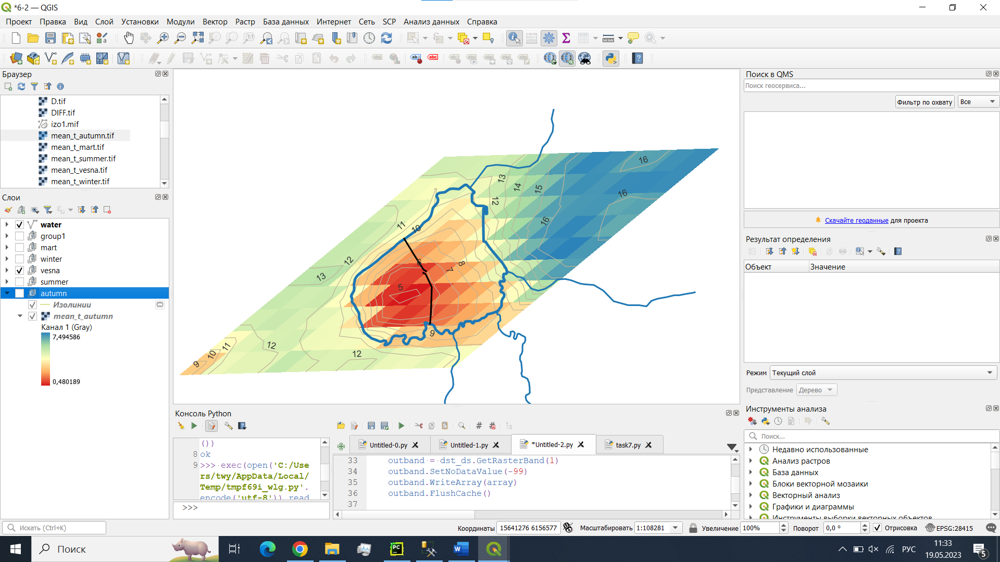 *6-2 — QGIS
Проект Правка Вид Слой Установки Модули Вектор Растр База данных Интернет Сеть SCP Анализ данных Справка
Браузер
D.tif
DIFF.tif
izo1.mif
mean_t_autumn.tif
mean_t_mart.tif
mean_t_summer.tif
mean_t_vesna.tif
mean_t_winter.tif
Слои
water
group1
mart
winter
vesna
summer
autumn
Изолинии
mean_t_autumn
Канал 1 (Gray)
7,494586
0,480189
16
13
14
15
16
12
16
11
10
12
6
8
7
13
5
9
12
11
12
10
9
Консоль Python
())
8 ok
9 >>> exec(open('C:/Use
rs/twy/AppData/Local/
Temp/tmpf69i_wlg.py'.
encode('utf-8')).read
>>>
Untitled-0.py
Untitled-1.py
*Untitled-2.py
task7.py
33 outband = dst_ds.GetRasterBand(1)
34 outband.SetNoDataValue(-99)
35 outband.WriteArray(array)
36 outband.FlushCache()
37
Поиск в QMS
Поиск геосервиса...
Фильтр по охвату
Все
Скачайте геоданные для проекта
Результат определения
Объект Значение
Режим Текущий слой
Представление Дерево
Инструменты анализа
Поиск...
Недавно использованные
Анализ растров
База данных
Блоки векторной мозаики
Векторный анализ
Графики и диаграммы
Инструменты выборки векторных объектов
Искать (Ctrl+K)
Координаты 15641276 6156577
Масштабировать 1:108281
Увеличение 100%
Поворот 0,0 °
Отрисовка
EPSG:28415
Поиск
РУС
11:33
19.05.2023
5